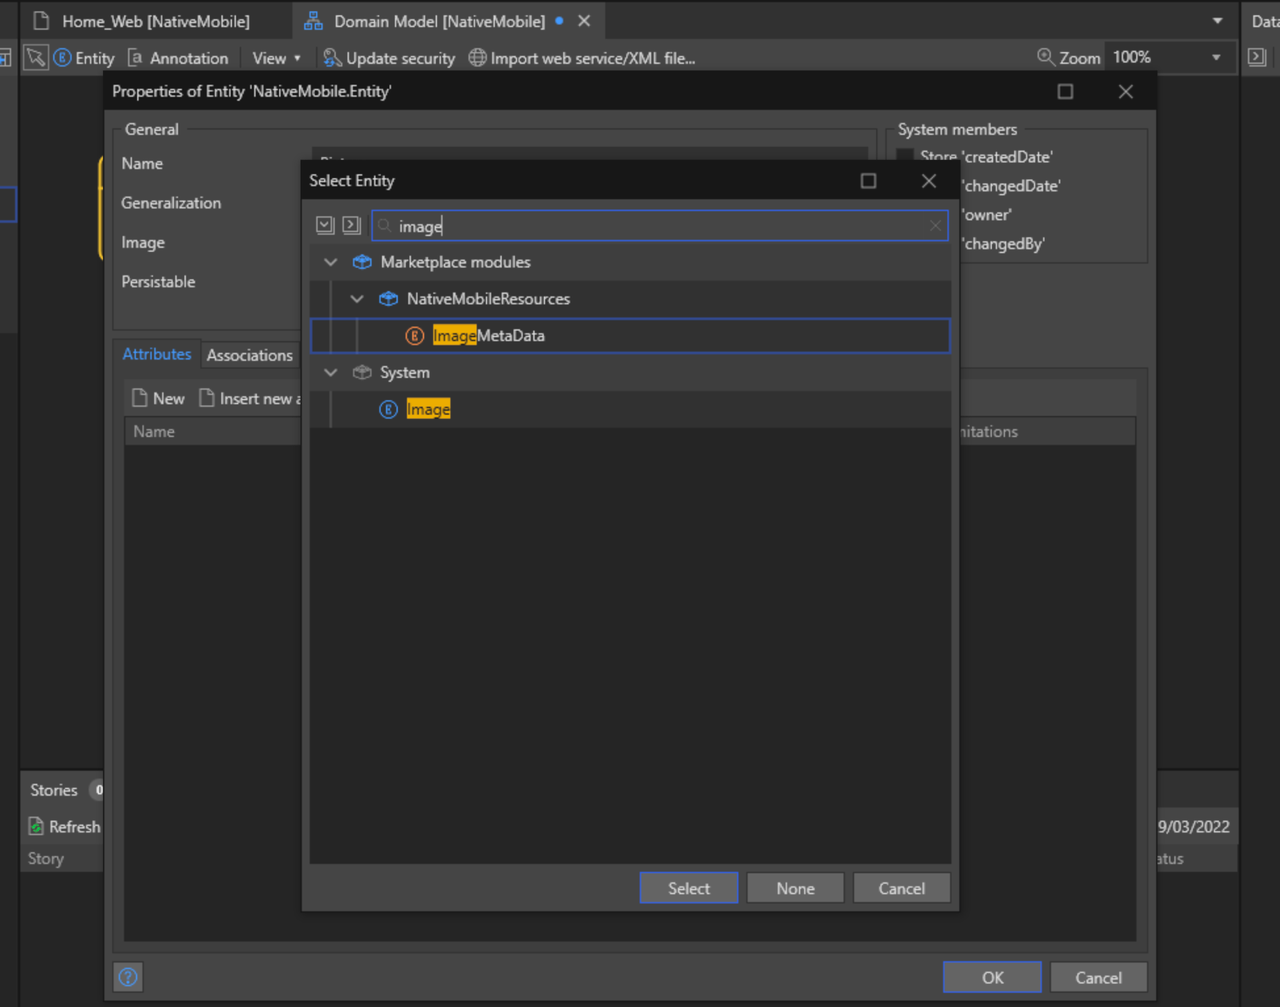 Home_Web [NativeMobile]
Domain Model [NativeMobile]
Data
Entity
Annotation
View
Update security
Import web service/XML file...
Zoom
100%
Properties of Entity 'NativeMobile.Entity'
General
System members
Name
Store 'createdDate'
Generalization
'changedDate'
'owner'
Image
'changedBy'
Persistable
Select Entity
image
Marketplace modules
NativeMobileResources
ImageMetaData
System
Image
Attributes
Associations
New
Insert new a
Name
Select
None
Cancel
Stories
0
Refresh
9/03/2022
Story
atus
OK
Cancel